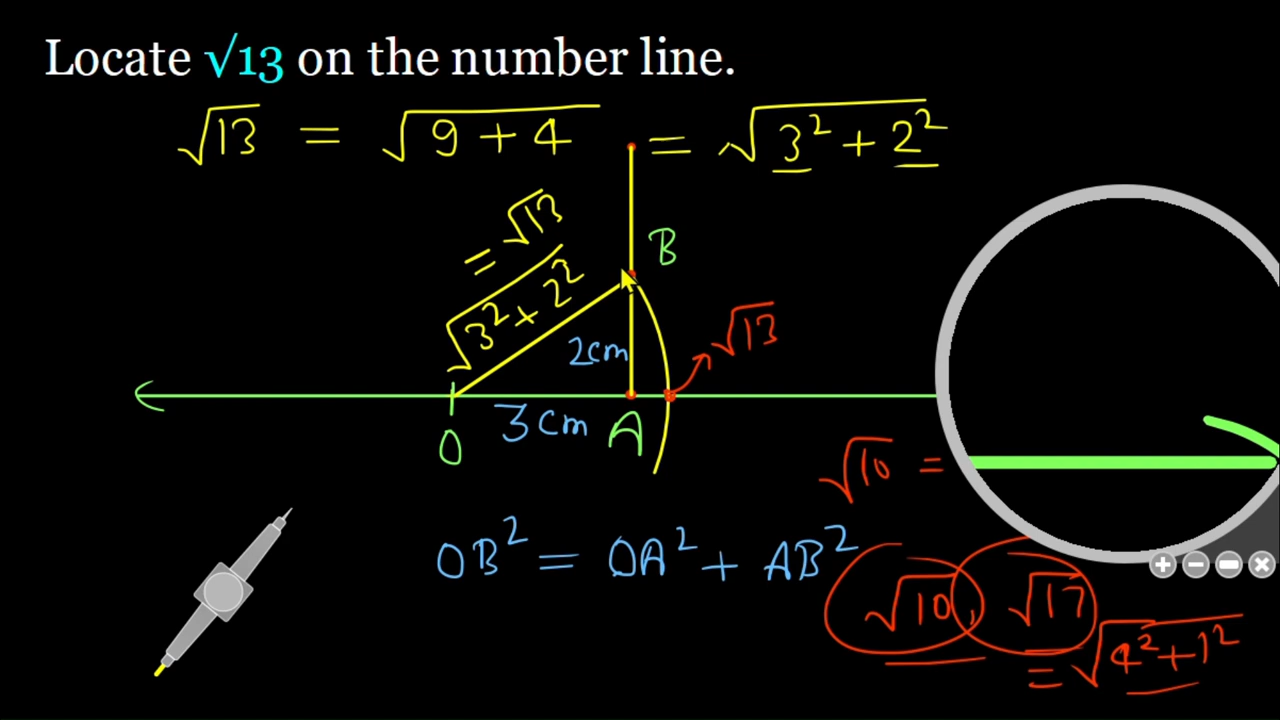 Locate √13 on the number line.
√13 = √9 + 4 = √3² + 2²
= √13
√3² + 2²
B
2cm
√13
O
3 cm
A
√10 =
OB² = OA² + AB²
√10, √17
= √4² + 1²